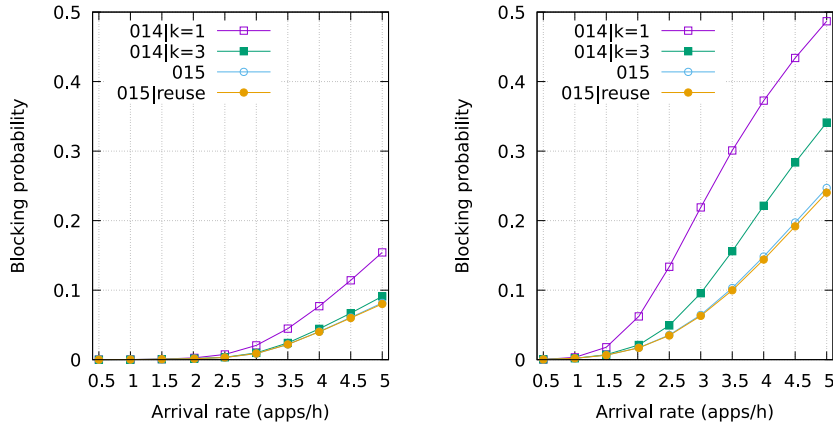 0.5
0.4
0.3
0.2
0.1
0
Blocking probability
014|k=1
014|k=3
015
015|reuse
0.5 1 1.5 2 2.5 3 3.5 4 4.5 5
Arrival rate (apps/h)
0.5
0.4
0.3
0.2
0.1
0
Blocking probability
014|k=1
014|k=3
015
015|reuse
0.5 1 1.5 2 2.5 3 3.5 4 4.5 5
Arrival rate (apps/h)